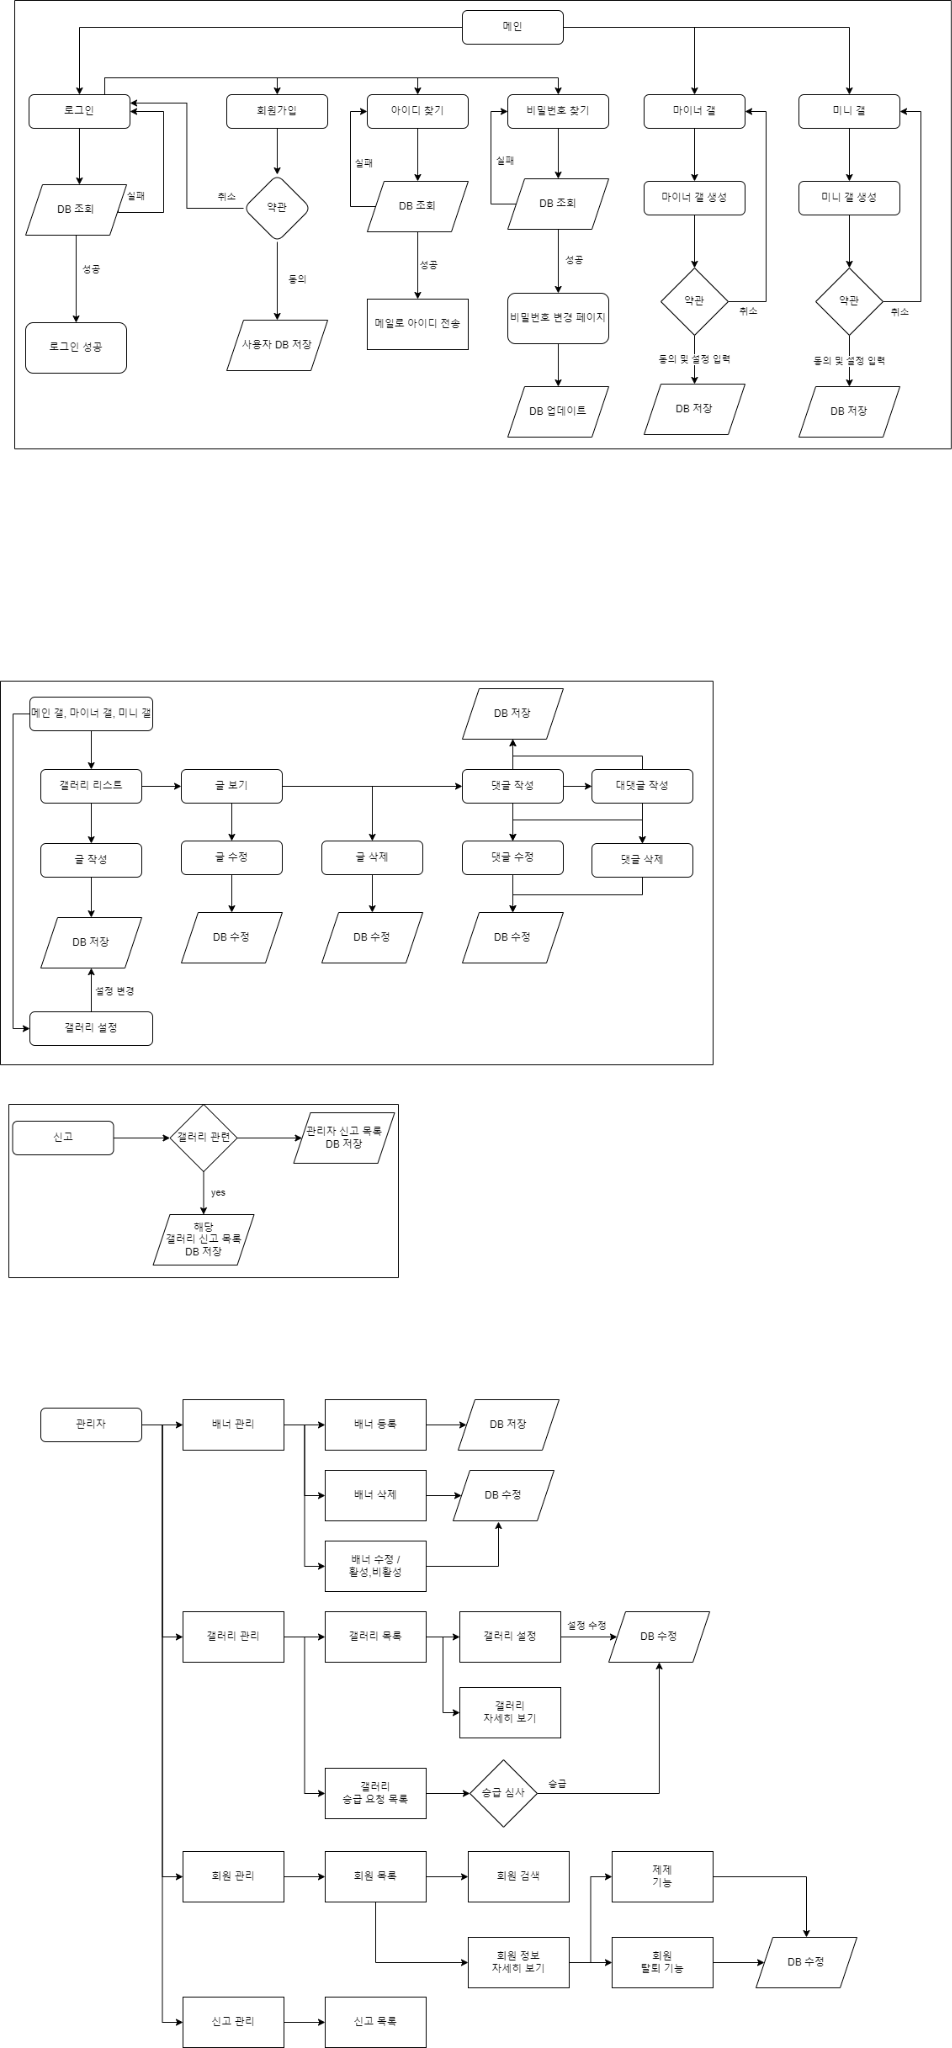 메인
로그인
회원가입
아이디 찾기
비밀번호 찾기
마이너 갤
미니 갤
실패
실패
마이너 갤 생성
미니 갤 생성
DB 조회
실패
취소
약관
DB 조회
DB 조회
성공
동의
성공
성공
약관
취소
약관
취소
로그인 성공
사용자 DB 저장
메일로 아이디 전송
비밀번호 변경 페이지
동의 및 설정 입력
동의 및 설정 입력
DB 업데이트
DB 저장
DB 저장
메인 갤, 마이너 갤, 미니 갤
DB 저장
갤러리 리스트
글 보기
댓글 작성
대댓글 작성
글 작성
글 수정
글 삭제
댓글 수정
댓글 삭제
DB 저장
DB 수정
DB 수정
DB 수정
설정 변경
갤러리 설정
신고
갤러리 관련
관리자 신고 목록
DB 저장
yes
해당
갤러리 신고 목록
DB 저장
관리자
배너 관리
배너 등록
DB 저장
배너 삭제
DB 수정
배너 수정 /
활성,비활성
갤러리 관리
갤러리 목록
갤러리 설정
설정 수정
DB 수정
갤러리
자세히 보기
갤러리
승급 요청 목록
승급 심사
승급
회원 관리
회원 목록
회원 검색
제제
기능
회원 정보
자세히 보기
회원
탈퇴 기능
DB 수정
신고 관리
신고 목록